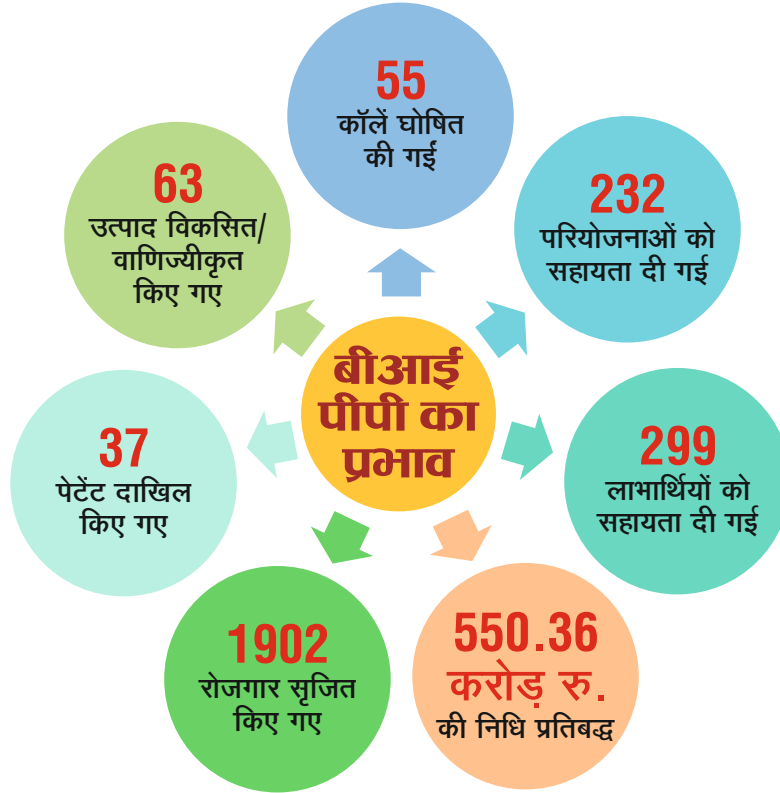 55
कॉलें घोषित
की गईं
232
परियोजनाओं को
सहायता दी गई
299
लाभार्थियों को
सहायता दी गई
550.36
करोड़ रु.
की निधि प्रतिबद्ध
1902
रोजगार सृजित
किए गए
37
पेटेंट दाखिल
किए गए
63
उत्पाद विकसित/
वाणिज्यीकृत
किए गए
बीआई
पीपी का
प्रभाव